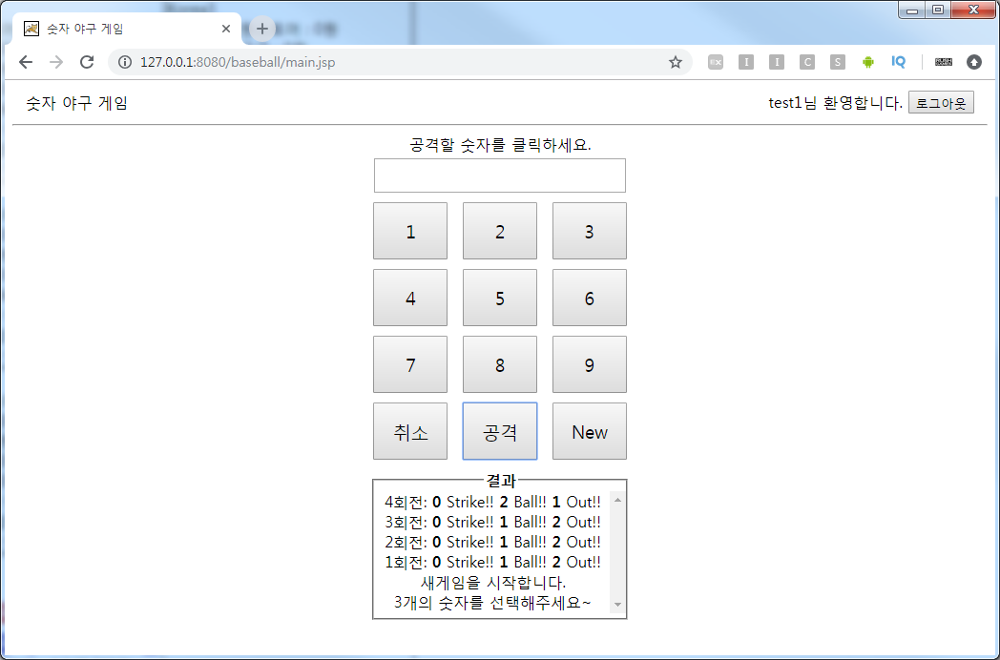 숫자 야구 게임
127.0.0.1:8080/baseball/main.jsp
I I C S IQ
숫자 야구 게임 test1님 환영합니다. 로그아웃
공격할 숫자를 클릭하세요.
1 2 3
4 5 6
7 8 9
취소 공격 New
결과
4회전: 0 Strike!! 2 Ball!! 1 Out!!
3회전: 0 Strike!! 1 Ball!! 2 Out!!
2회전: 0 Strike!! 1 Ball!! 2 Out!!
1회전: 0 Strike!! 1 Ball!! 2 Out!!
새게임을 시작합니다.
3개의 숫자를 선택해주세요~